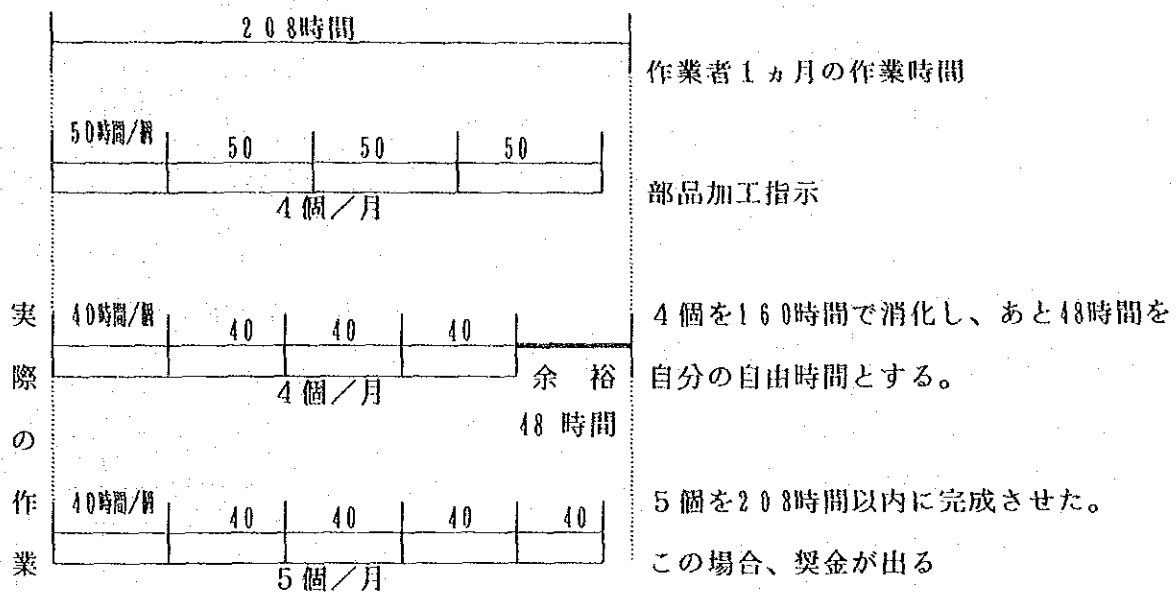 208時間
作業者1ヵ月の作業時間
50時間/個 50 50 50
4個/月
部品加工指示
実際の作業
40時間/個 40 40 40
4個/月
余裕
48時間
4個を160時間で消化し、あと48時間を
自分の自由時間とする。
40時間/個 40 40 40 40
5個/月
5個を208時間以内に完成させた。
この場合、奨金が出る